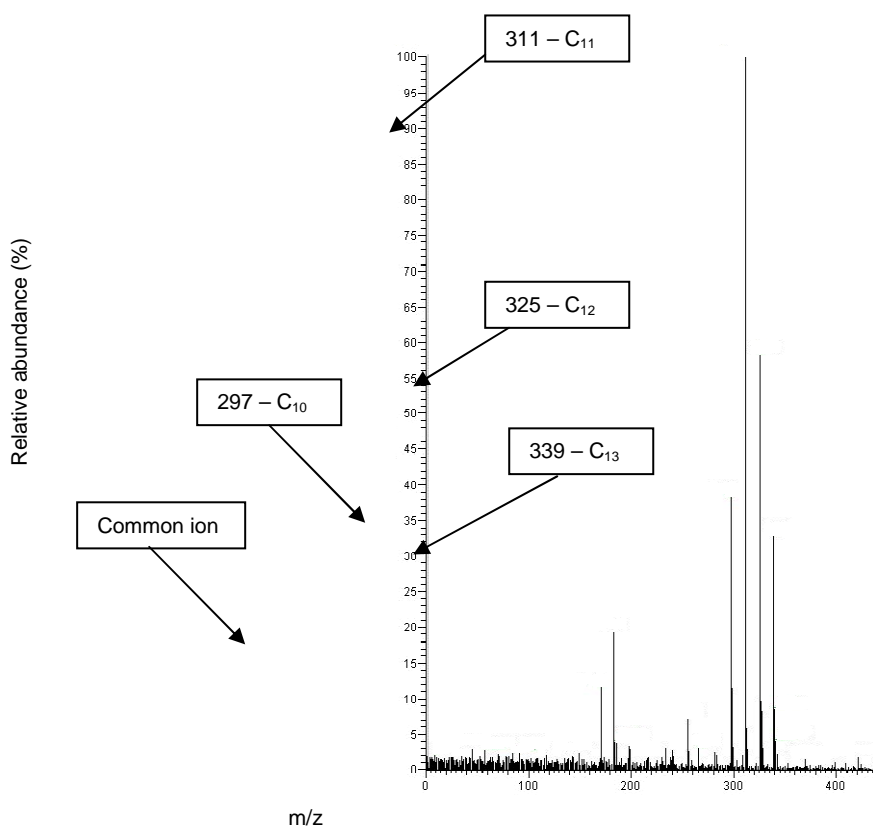 311 – C₁₁
100
95
90
85
80
75
70
65
60
55
50
45
40
35
30
25
20
15
10
5
0
Relative abundance (%)
325 – C₁₂
297 – C₁₀
339 – C₁₃
Common ion
0 100 200 300 400
m/z